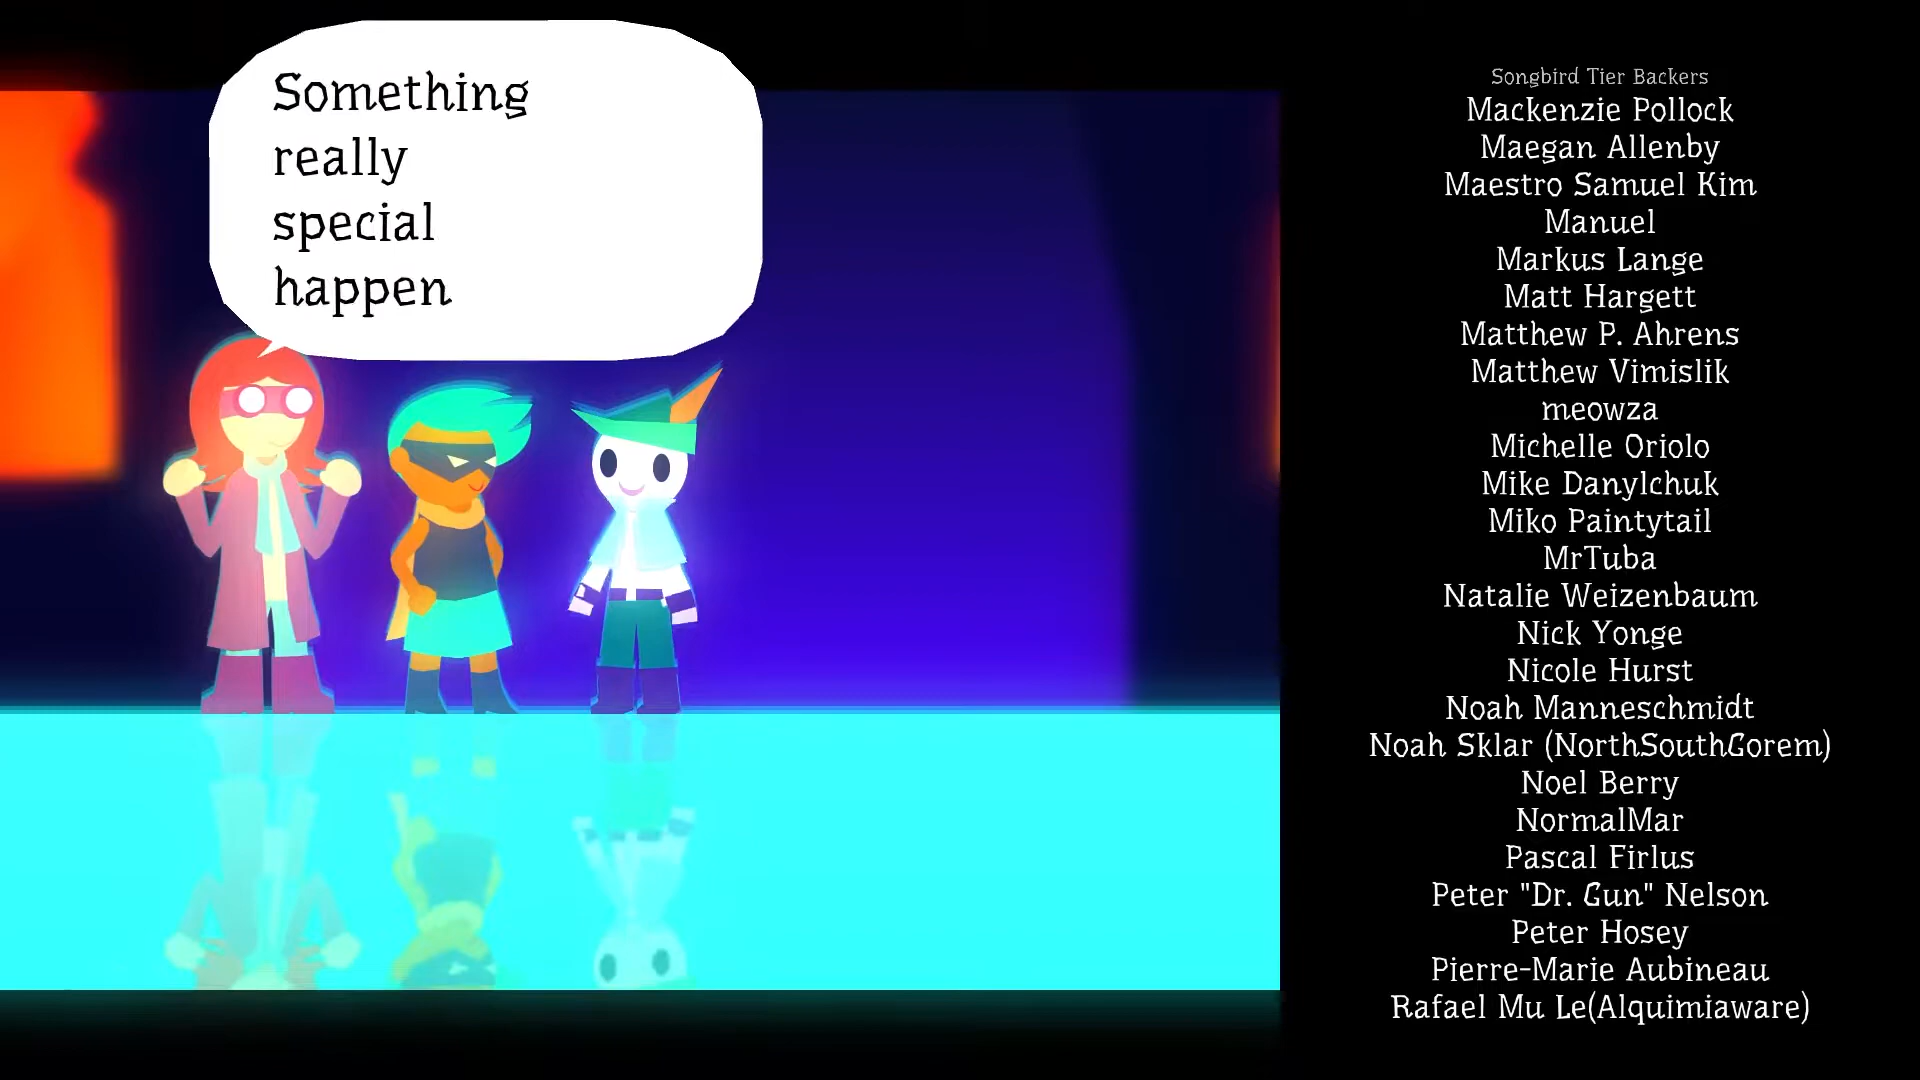 Something
really
special
happen
Songbird Tier Backers
Mackenzie Pollock
Maegan Allenby
Maestro Samuel Kim
Manuel
Markus Lange
Matt Hargett
Matthew P. Ahrens
Matthew Vimislik
meowza
Michelle Oriolo
Mike Danylchuk
Miko Paintytail
MrTuba
Natalie Weizenbaum
Nick Yonge
Nicole Hurst
Noah Manneschmidt
Noah Sklar (NorthSouthGorem)
Noel Berry
NormalMar
Pascal Firlus
Peter "Dr. Gun" Nelson
Peter Hosey
Pierre-Marie Aubineau
Rafael Mu Le(Alquimiaware)